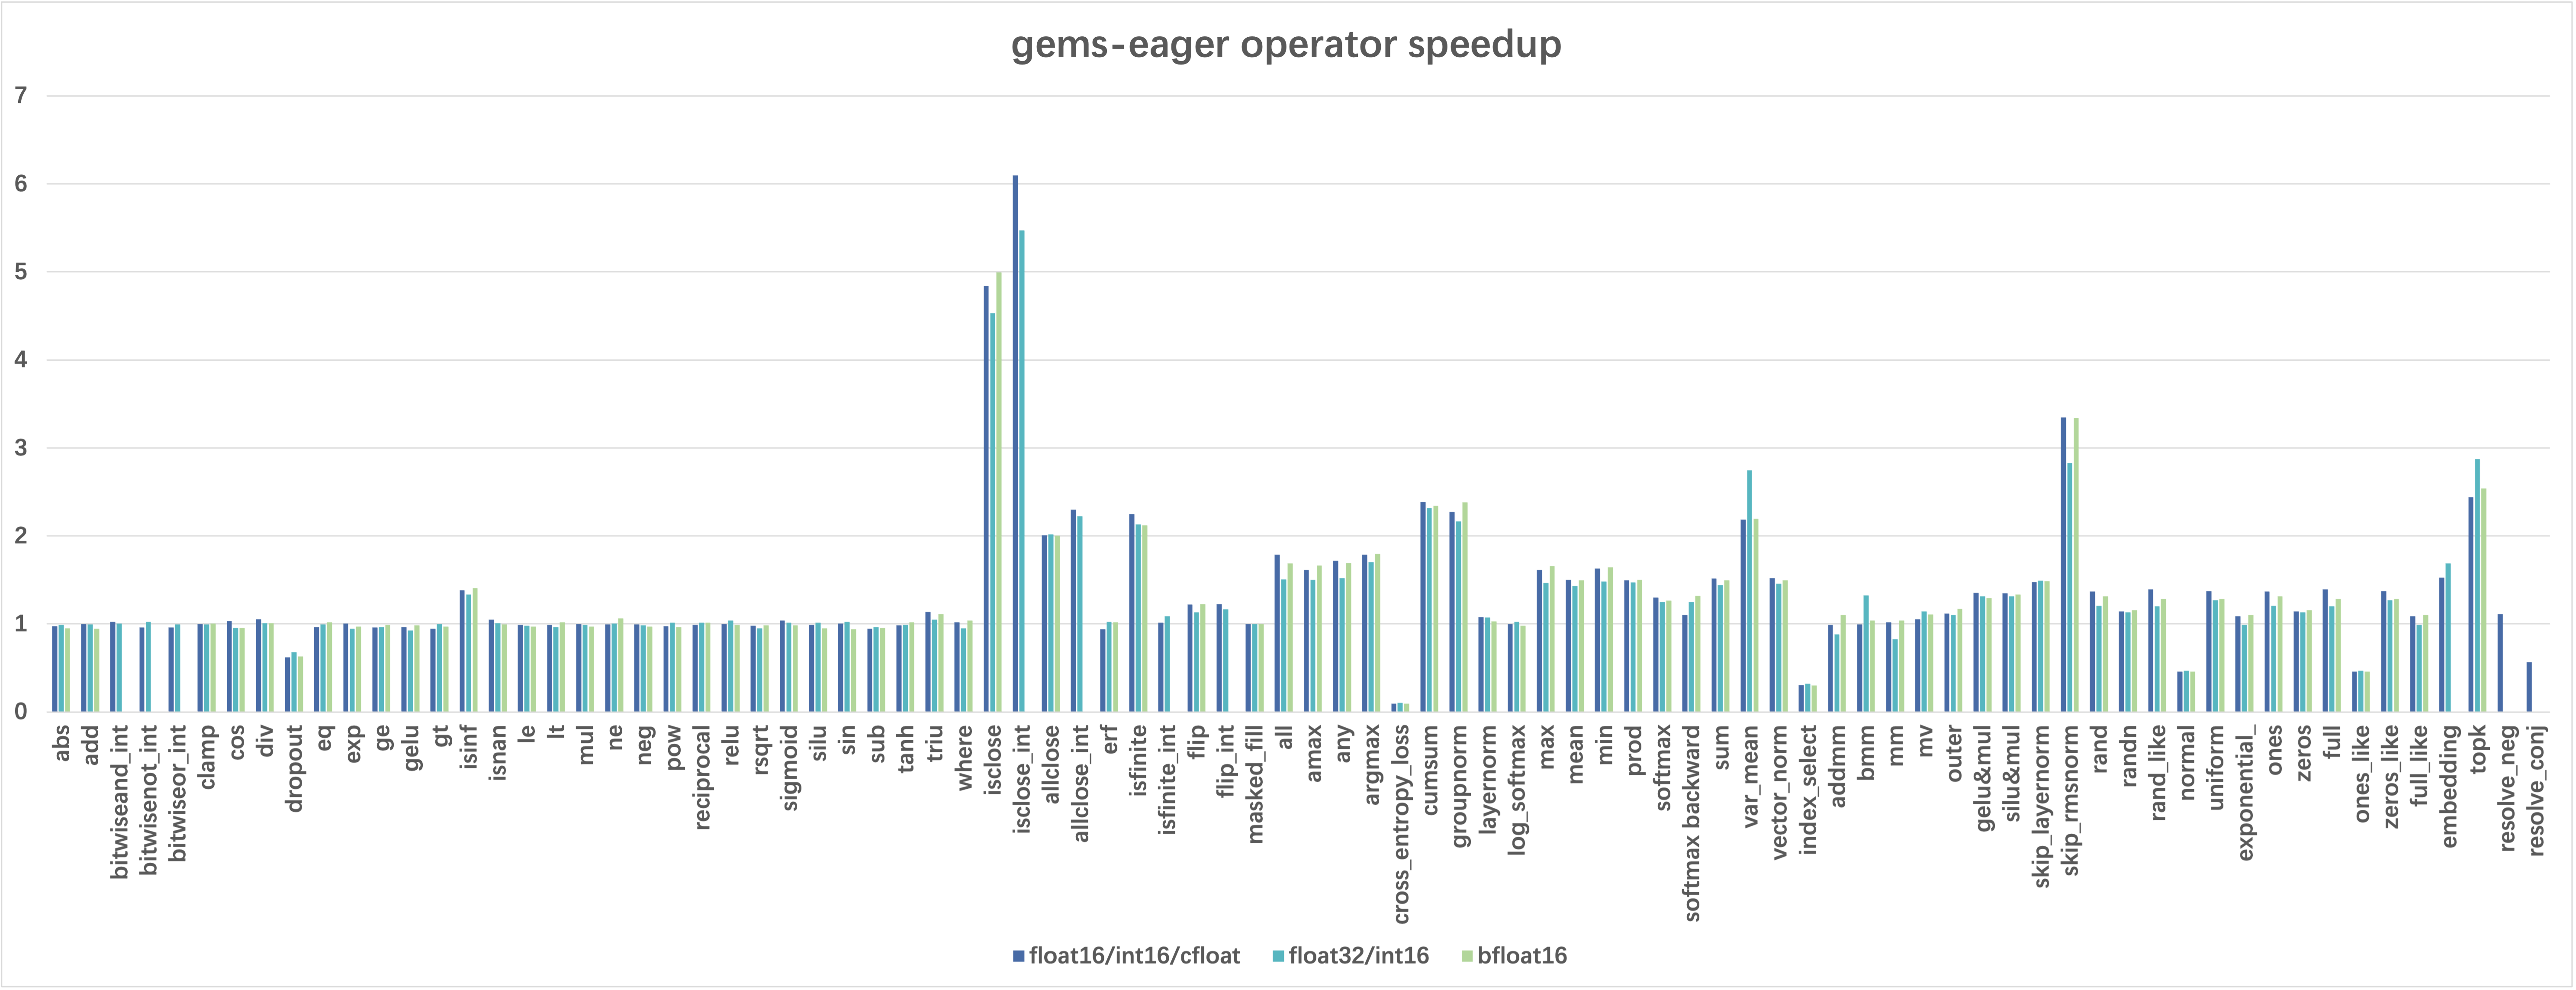 gems-eager operator speedup
7
6
5
4
3
2
1
0
abs
add
bitwiseand_int
bitwisenot_int
bitwiseor_int
clamp
cos
div
dropout
eq
exp
ge
gelu
gt
isinf
isnan
le
lt
mul
ne
neg
pow
reciprocal
relu
rsqrt
sigmoid
silu
sin
sub
tanh
triu
where
isclose
isclose_int
allclose
allclose_int
erf
isfinite
isfinite_int
flip
flip_int
masked_fill
all
amax
any
argmax
cross_entropy_loss
cumsum
groupnorm
layernorm
log_softmax
max
mean
min
prod
softmax
softmax backward
sum
var_mean
vector_norm
index_select
addmm
bmm
mm
mv
outer
gelu&mul
silu&mul
skip_layernorm
skip_rmsnorm
rand
randn
rand_like
normal
uniform
exponential_
ones
zeros
full
ones_like
zeros_like
full_like
embedding
topk
resolve_neg
resolve_conj
float16/int16/cfloat
float32/int16
bfloat16